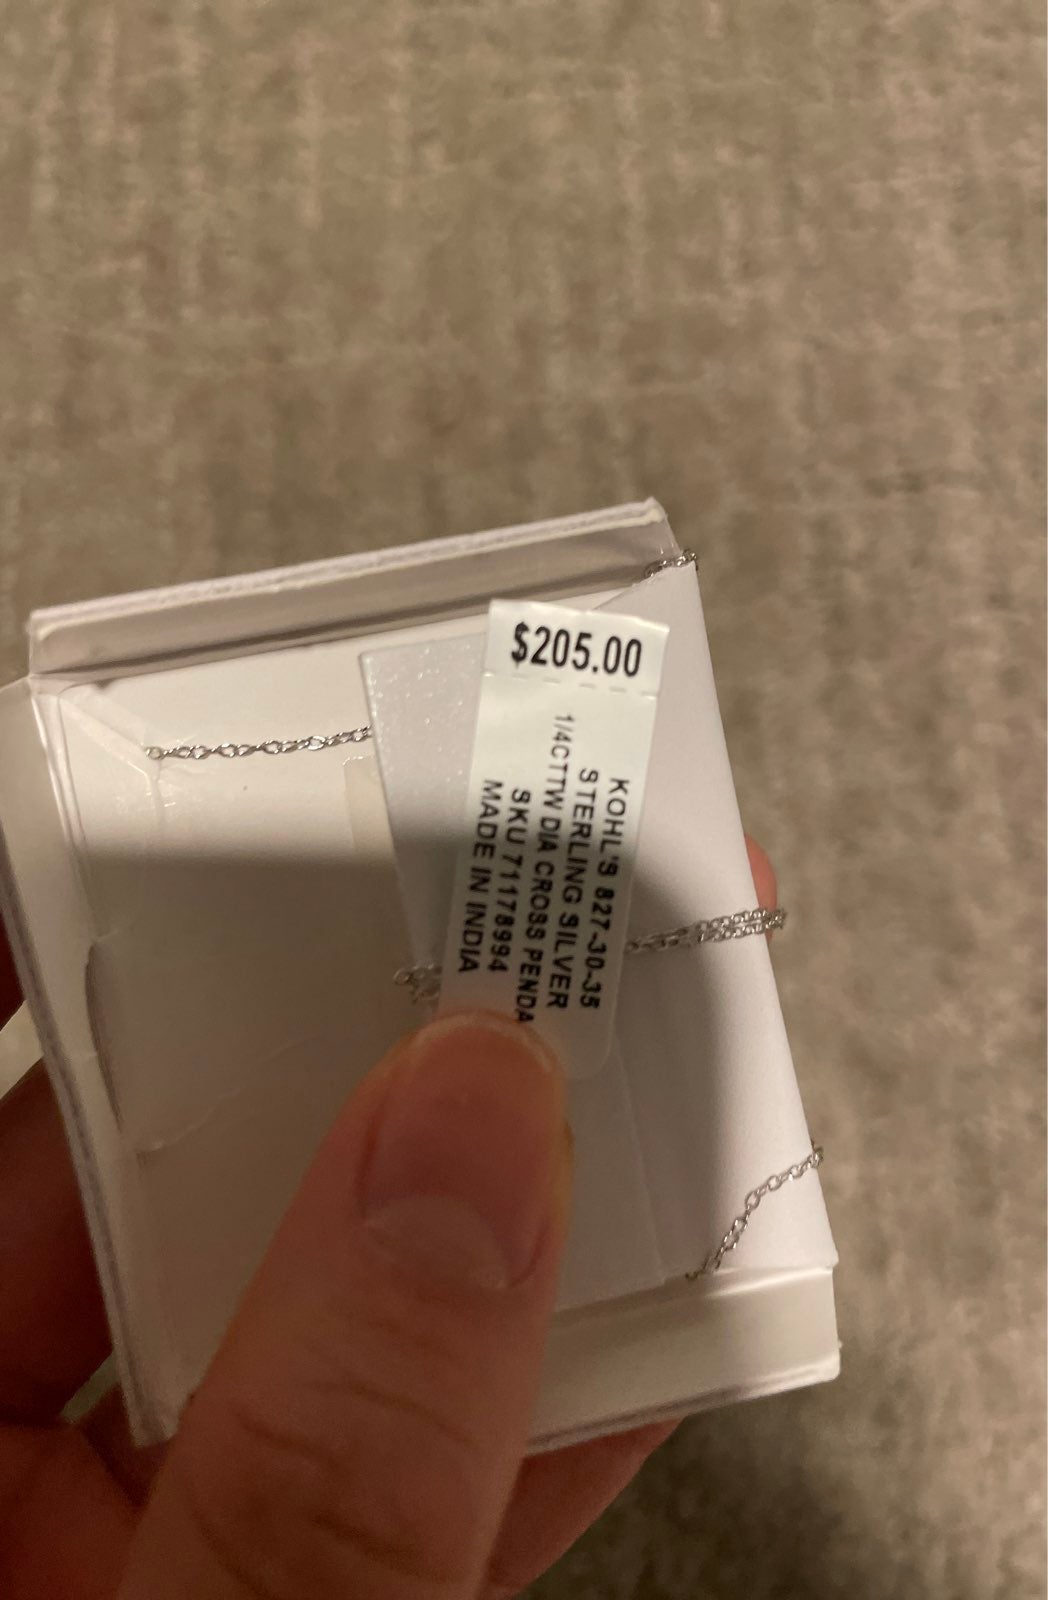 $205.00
KOHL'S 827-30-35
STERLING SILVER
1/4CTTW DIA CROSS PENDA
SKU 71178994
MADE IN INDIA